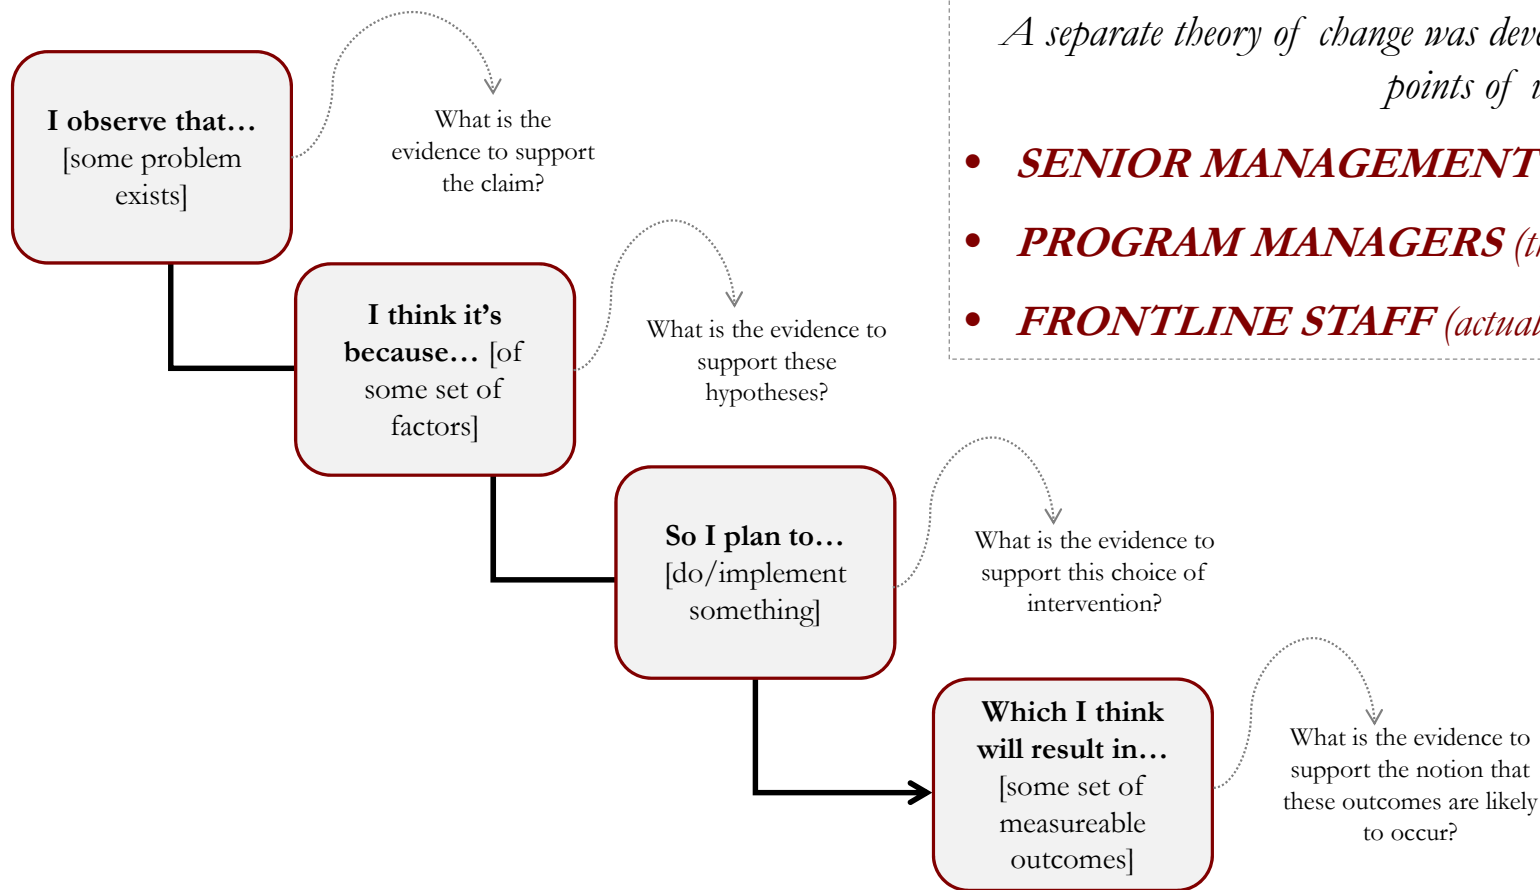 I observe that…
[some problem
exists]
What is the
evidence to support
the claim?
I think it’s
because… [of
some set of
factors]
What is the evidence to
support these
hypotheses?
So I plan to…
[do/implement
something]
What is the evidence to
support this choice of
intervention?
Which I think
will result in…
[some set of
measureable
outcomes]
What is the evidence to
support the notion that
these outcomes are likely
to occur?
A separate theory of change was
points of
• SENIOR MANAGEMENT
• PROGRAM MANAGERS
• FRONTLINE STAFF